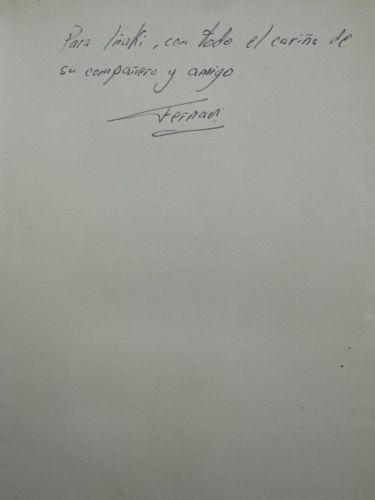 Para Iñaki, con todo el cariño de
su compañero y amigo
Fernan